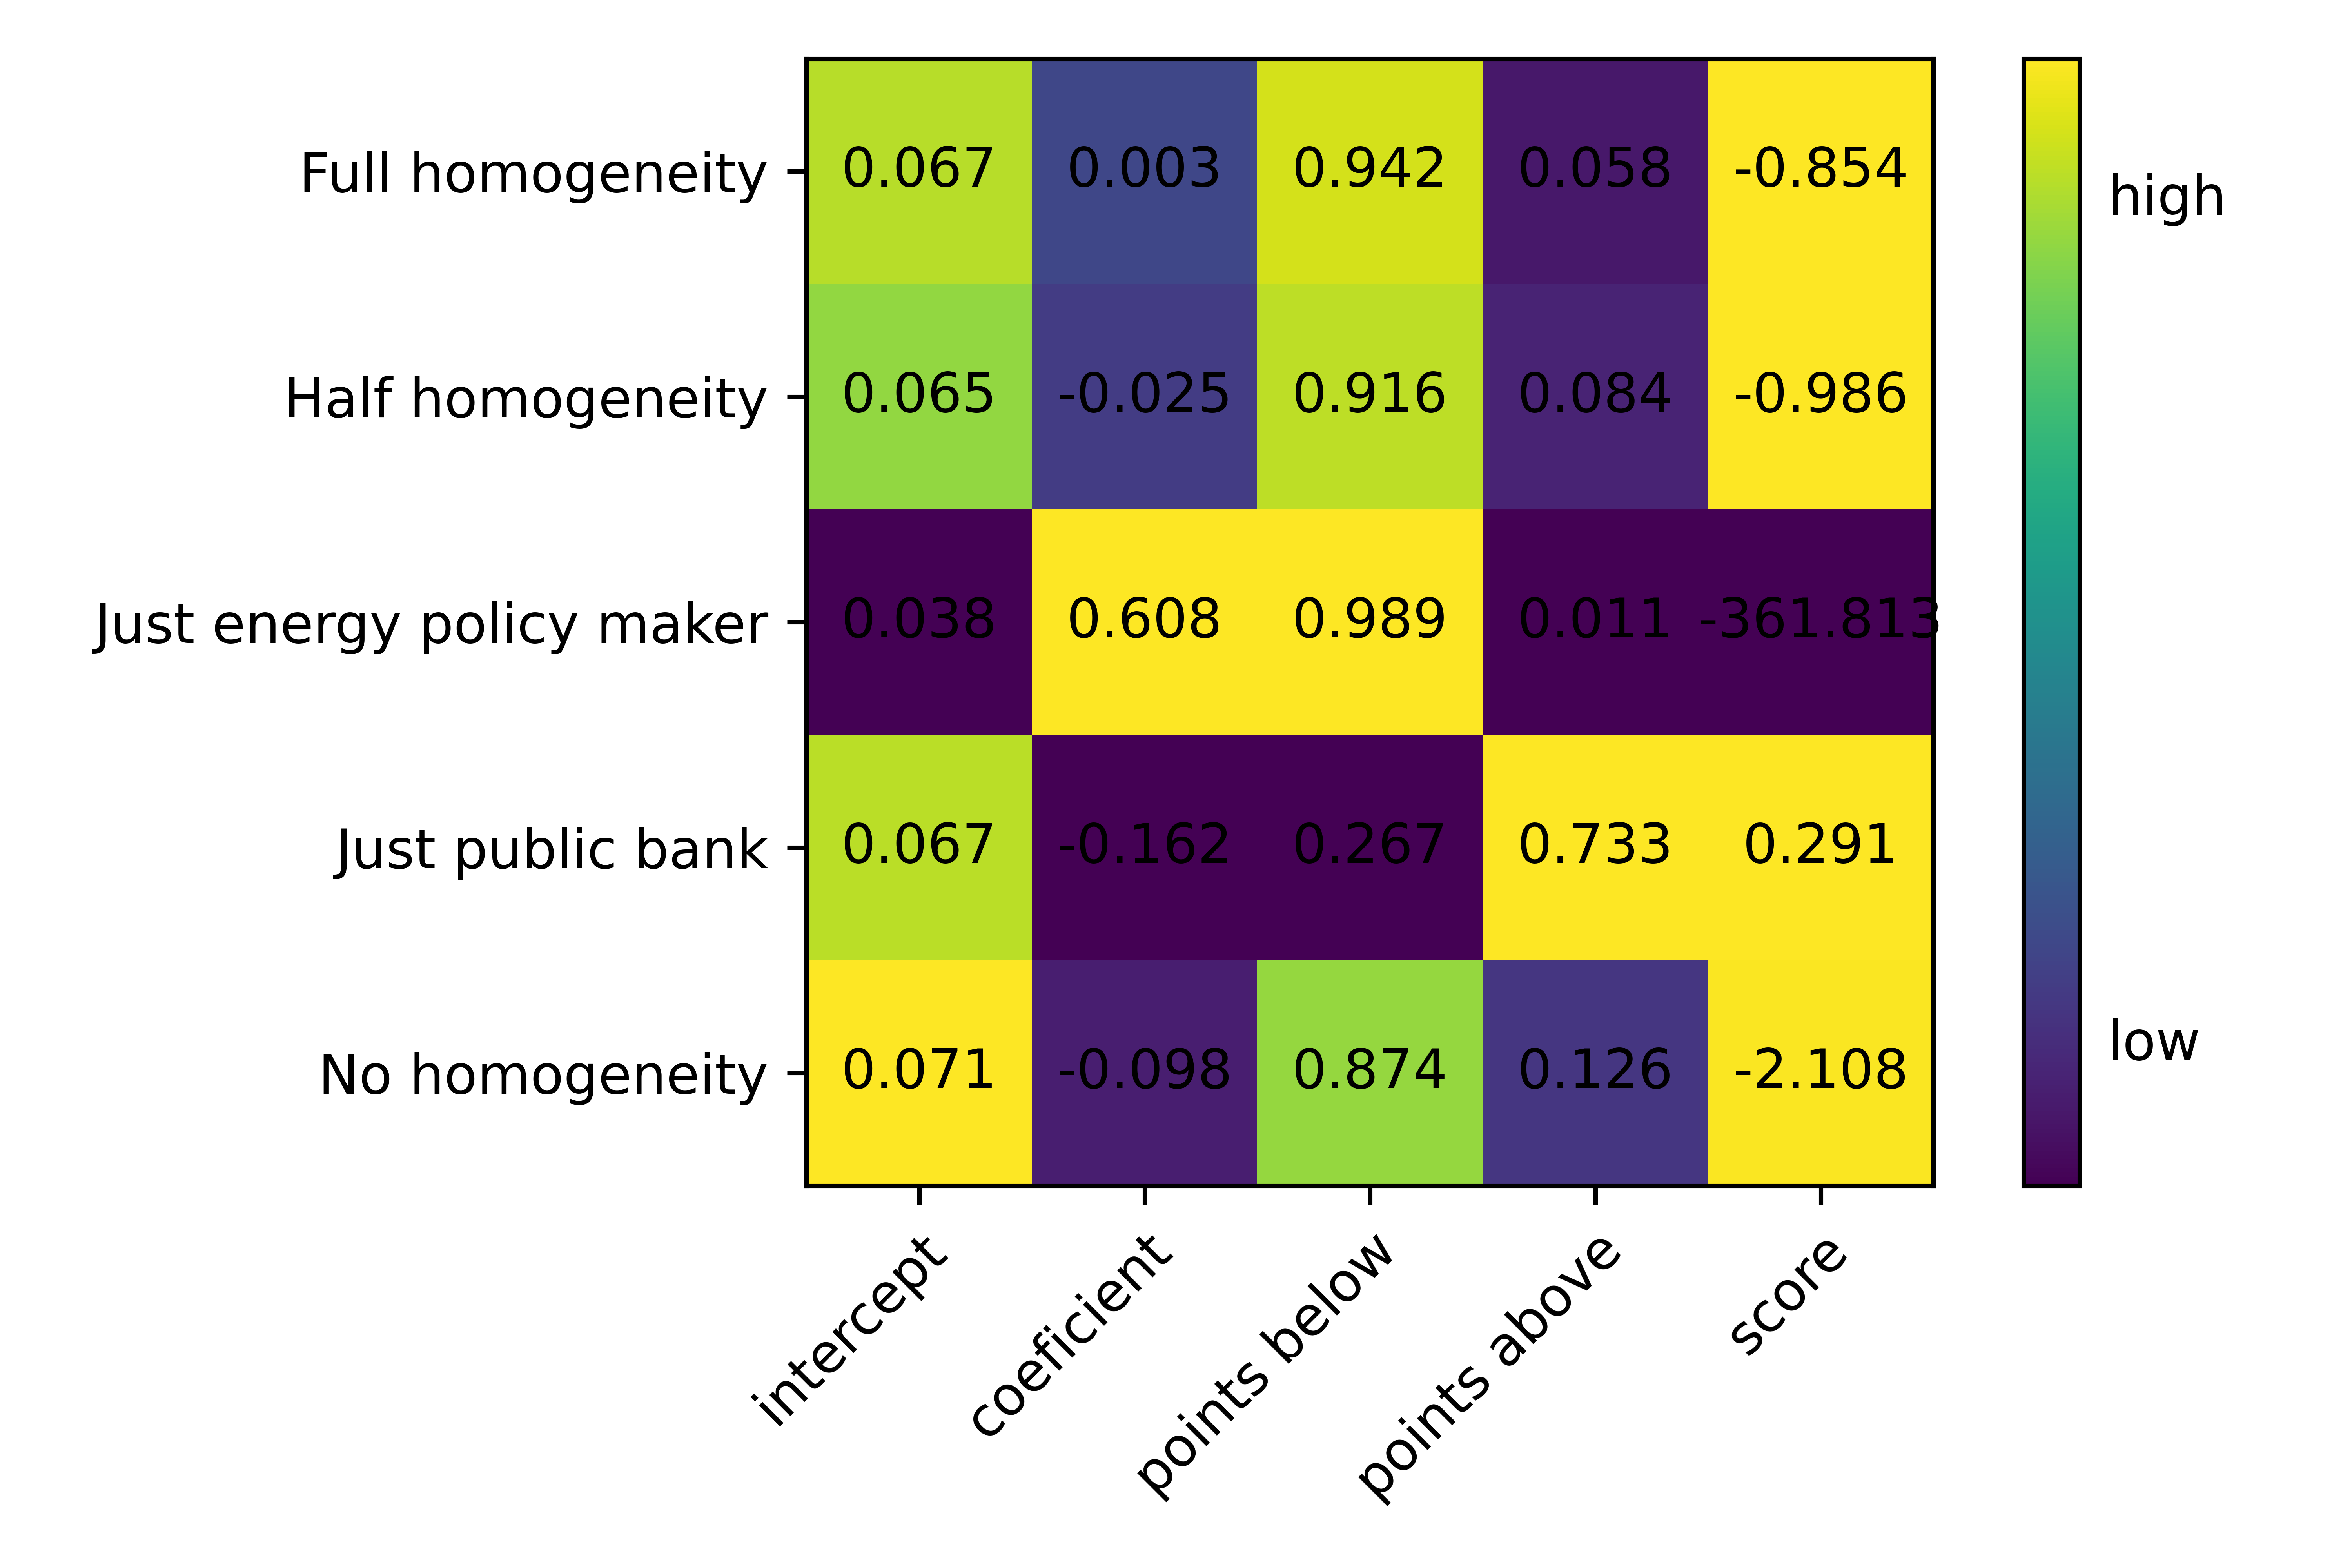 Full homogeneity 0.067 0.003 0.942 0.058 -0.854
high
Half homogeneity 0.065 -0.025 0.916 0.084 -0.986
Just energy policy maker 0.038 0.608 0.989 0.011 -361.813
Just public bank 0.067 -0.162 0.267 0.733 0.291
No homogeneity 0.071 -0.098 0.874 0.126 -2.108
low
intercept coeficient points below points above score